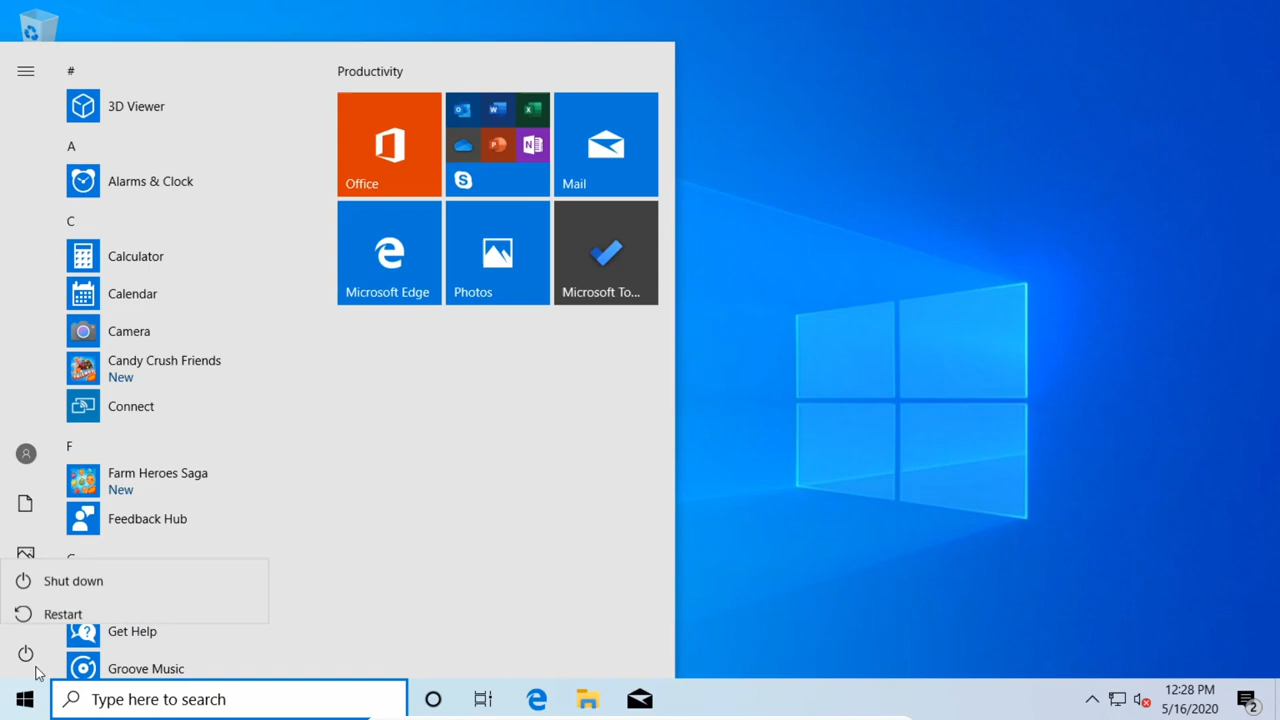 #
3D Viewer
A
Alarms & Clock
C
Calculator
Calendar
Camera
Candy Crush Friends
New
Connect
F
Farm Heroes Saga
New
Feedback Hub
Shut down
Restart
Get Help
Groove Music
Productivity
Office
Mail
Microsoft Edge
Photos
Microsoft To...
Type here to search
12:28 PM
5/16/2020
2